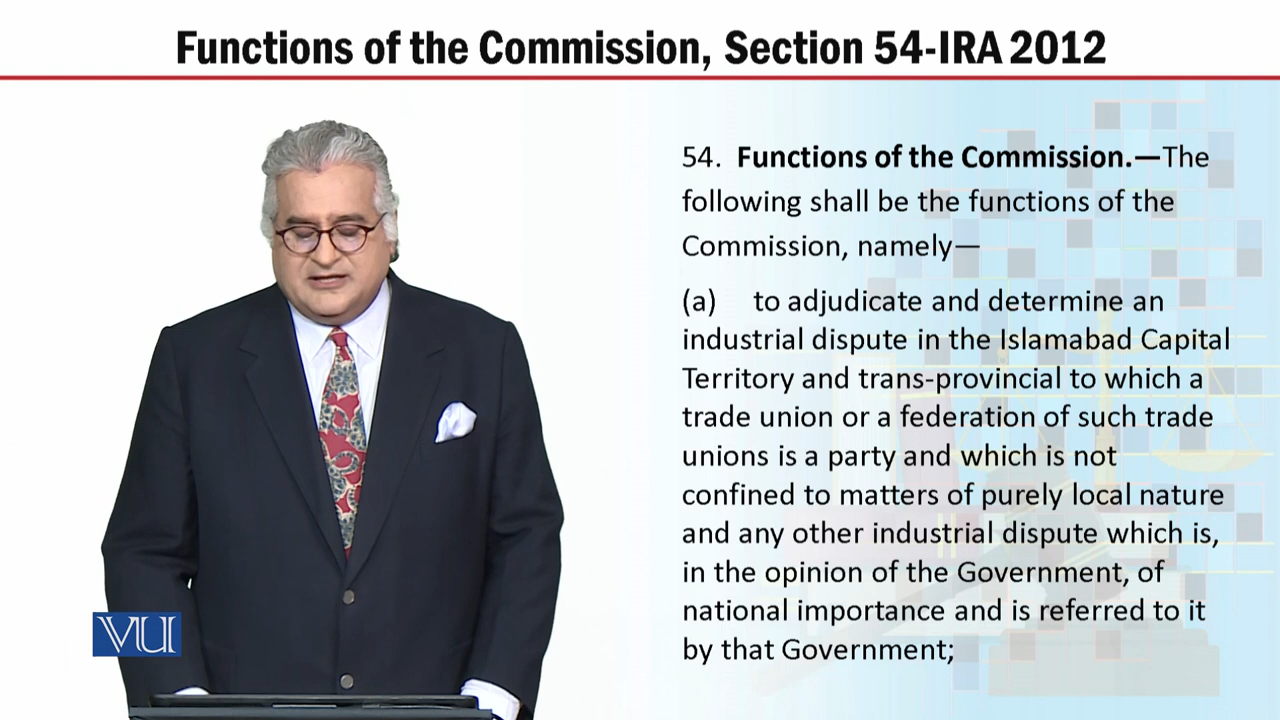 Functions of the Commission, Section 54-IRA 2012
54. Functions of the Commission.—The
following shall be the functions of the
Commission, namely—
(a) to adjudicate and determine an
industrial dispute in the Islamabad Capital
Territory and trans-provincial to which a
trade union or a federation of such trade
unions is a party and which is not
confined to matters of purely local nature
and any other industrial dispute which is,
in the opinion of the Government, of
national importance and is referred to it
by that Government;
VU